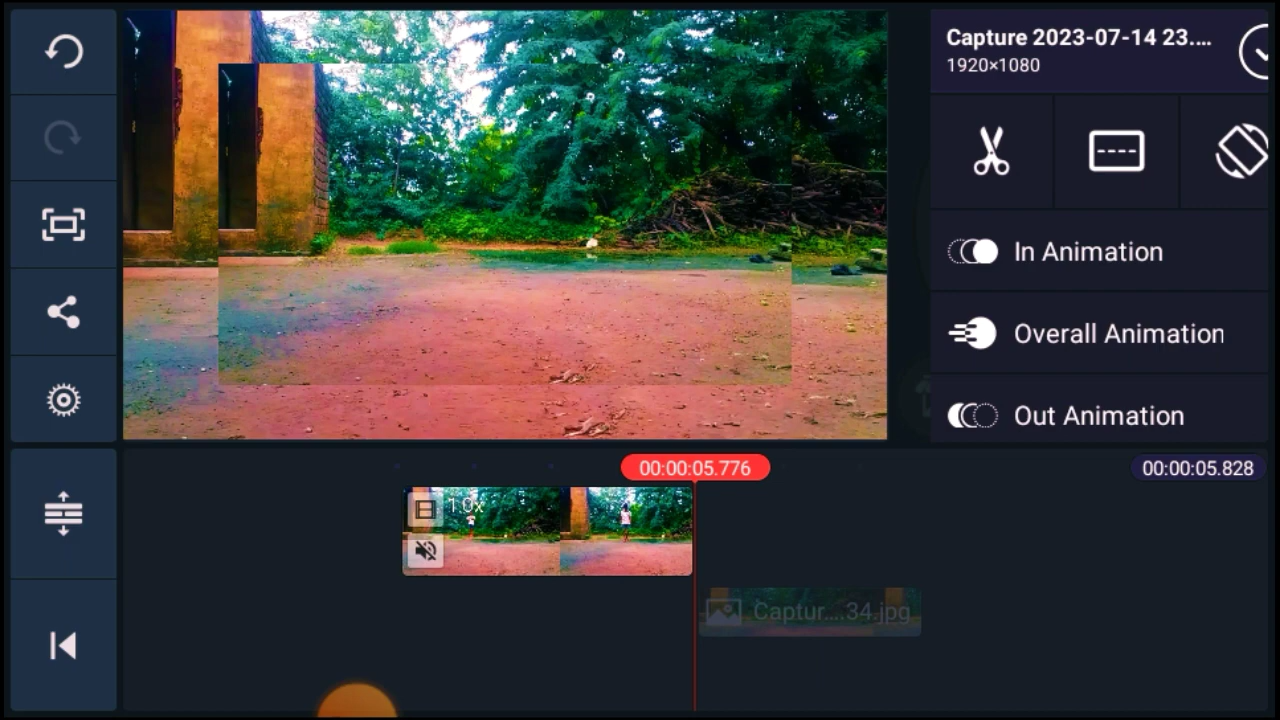 Capture 2023-07-14 23....
1920×1080
In Animation
Overall Animation
Out Animation
00:00:05.776
00:00:05.828
1.0x
Captur....34.jpg